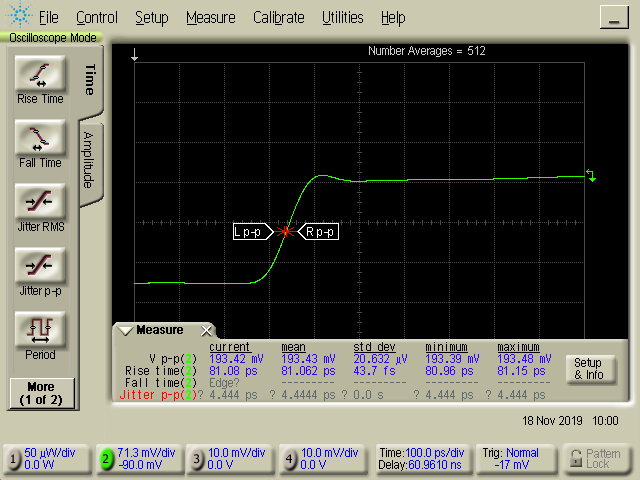 File Control Setup Measure Calibrate Utilities Help
Oscilloscope Mode
Number Averages = 512
Time
Amplitude
Rise Time
Fall Time
Jitter RMS
Jitter p-p
Period
More
(1 of 2)
L p-p
R p-p
Measure
current mean std_dev minimum maximum
V p-p(2) 193.42 mV 193.43 mV 20.632 µV 193.39 mV 193.48 mV
Rise time(2) 81.08 ps 81.062 ps 43.7 fs 80.96 ps 81.15 ps
Fall time(2) Edge? --------- --------- --------- ---------
Jitter p-p(2) ? 4.444 ps ? 4.4444 ps ? 0.0 s ? 4.444 ps ? 4.444 ps
Setup
& Info
18 Nov 2019 10:00
1 50 µW/div
0.0 W
2 71.3 mV/div
-90.0 mV
3 10.0 mV/div
0.0 V
4 10.0 mV/div
0.0 V
Time:100.0 ps/div
Delay:60.9610 ns
Trig: Normal
-17 mV
Pattern
Lock